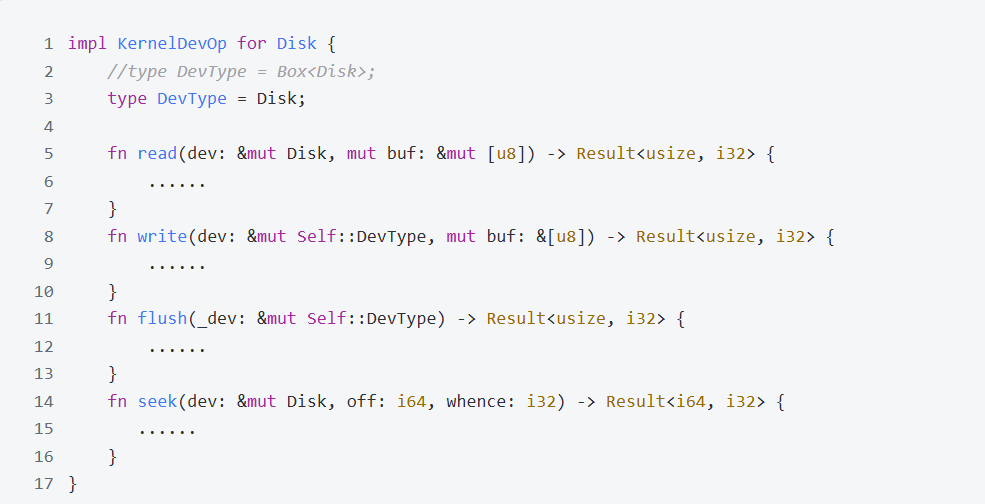 1 impl KernelDevOp for Disk {
2 //type DevType = Box<Disk>;
3 type DevType = Disk;
4
5 fn read(dev: &mut Disk, mut buf: &mut [u8]) -> Result<usize, i32> {
6 ......
7 }
8 fn write(dev: &mut Self::DevType, mut buf: &[u8]) -> Result<usize, i32> {
9 ......
10 }
11 fn flush(_dev: &mut Self::DevType) -> Result<usize, i32> {
12 ......
13 }
14 fn seek(dev: &mut Disk, off: i64, whence: i32) -> Result<i64, i32> {
15 ......
16 }
17 }